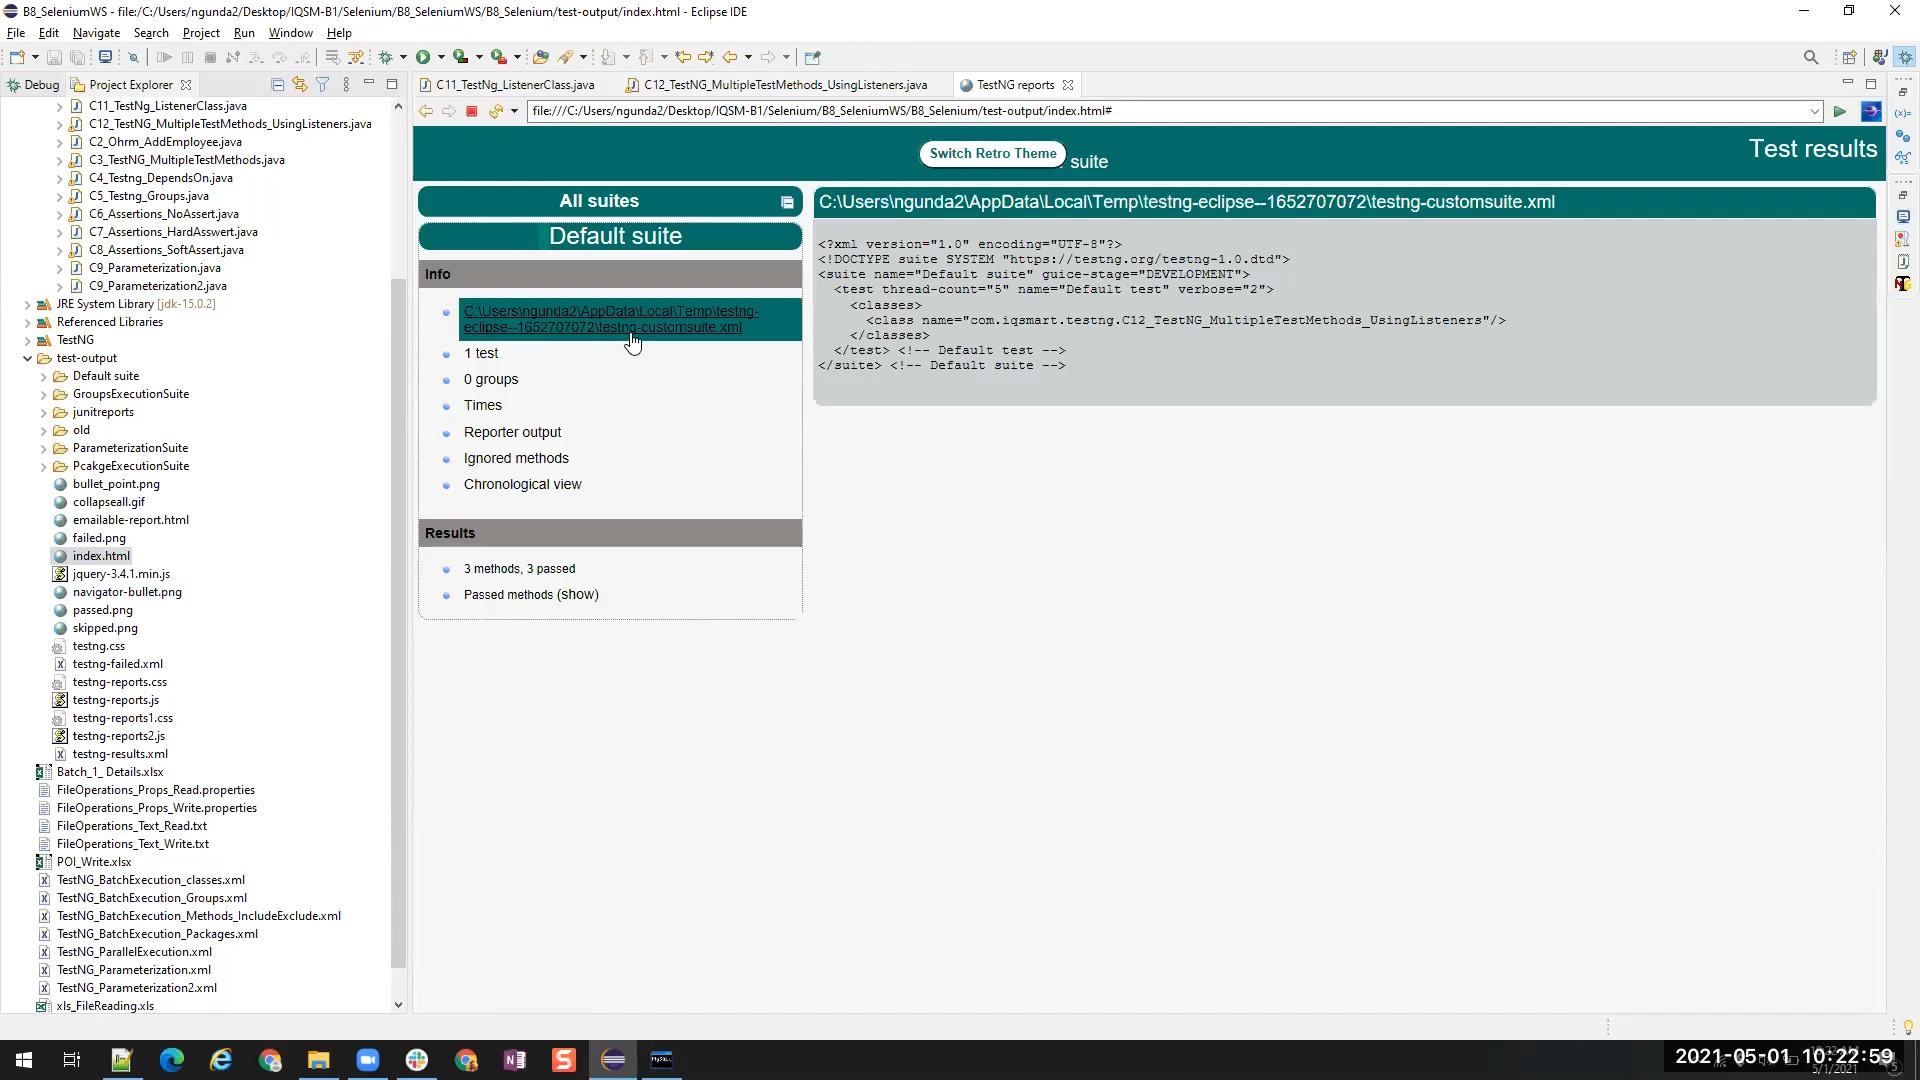 B8_SeleniumWS - file:/C:/Users/ngunda2/Desktop/IQSM-B1/Selenium/B8_SeleniumWS/B8_Selenium/test-output/index.html - Eclipse IDE
File Edit Navigate Search Project Run Window Help
Debug Project Explorer
C11_TestNg_ListenerClass.java
C12_TestNG_MultipleTestMethods_UsingListeners.java
C2_Ohrm_AddEmployee.java
C3_TestNG_MultipleTestMethods.java
C4_Testng_DependsOn.java
C5_Testng_Groups.java
C6_Assertions_NoAssert.java
C7_Assertions_HardAsswert.java
C8_Assertions_SoftAssert.java
C9_Parameterization.java
C9_Parameterization2.java
JRE System Library [jdk-15.0.2]
Referenced Libraries
TestNG
test-output
Default suite
GroupsExecutionSuite
junitreports
old
ParameterizationSuite
PcakgeExecutionSuite
bullet_point.png
collapseall.gif
emailable-report.html
failed.png
index.html
jquery-3.4.1.min.js
navigator-bullet.png
passed.png
skipped.png
testng.css
testng-failed.xml
testng-reports.css
testng-reports.js
testng-reports1.css
testng-reports2.js
testng-results.xml
Batch_1_ Details.xlsx
FileOperations_Props_Read.properties
FileOperations_Props_Write.properties
FileOperations_Text_Read.txt
FileOperations_Text_Write.txt
POI_Write.xlsx
TestNG_BatchExecution_classes.xml
TestNG_BatchExecution_Groups.xml
TestNG_BatchExecution_Methods_IncludeExclude.xml
TestNG_BatchExecution_Packages.xml
TestNG_ParallelExecution.xml
TestNG_Parameterization.xml
TestNG_Parameterization2.xml
xls_FileReading.xls
C11_TestNg_ListenerClass.java C12_TestNG_MultipleTestMethods_UsingListeners.java TestNG reports
file:///C:/Users/ngunda2/Desktop/IQSM-B1/Selenium/B8_SeleniumWS/B8_Selenium/test-output/index.html#
Switch Retro Theme suite
Test results
All suites
Default suite
Info
C:\Users\ngunda2\AppData\Local\Temp\testng-
eclipse--1652707072\testng-customsuite.xml
1 test
0 groups
Times
Reporter output
Ignored methods
Chronological view
Results
3 methods, 3 passed
Passed methods (show)
C:\Users\ngunda2\AppData\Local\Temp\testng-eclipse--1652707072\testng-customsuite.xml
<?xml version="1.0" encoding="UTF-8"?>
<!DOCTYPE suite SYSTEM "https://testng.org/testng-1.0.dtd">
<suite name="Default suite" guice-stage="DEVELOPMENT">
<test thread-count="5" name="Default test" verbose="2">
<classes>
<class name="com.iqsmart.testng.C12_TestNG_MultipleTestMethods_UsingListeners"/>
</classes>
</test> <!-- Default test -->
</suite> <!-- Default suite -->
2021-05-01 10:22:59
5/1/2021